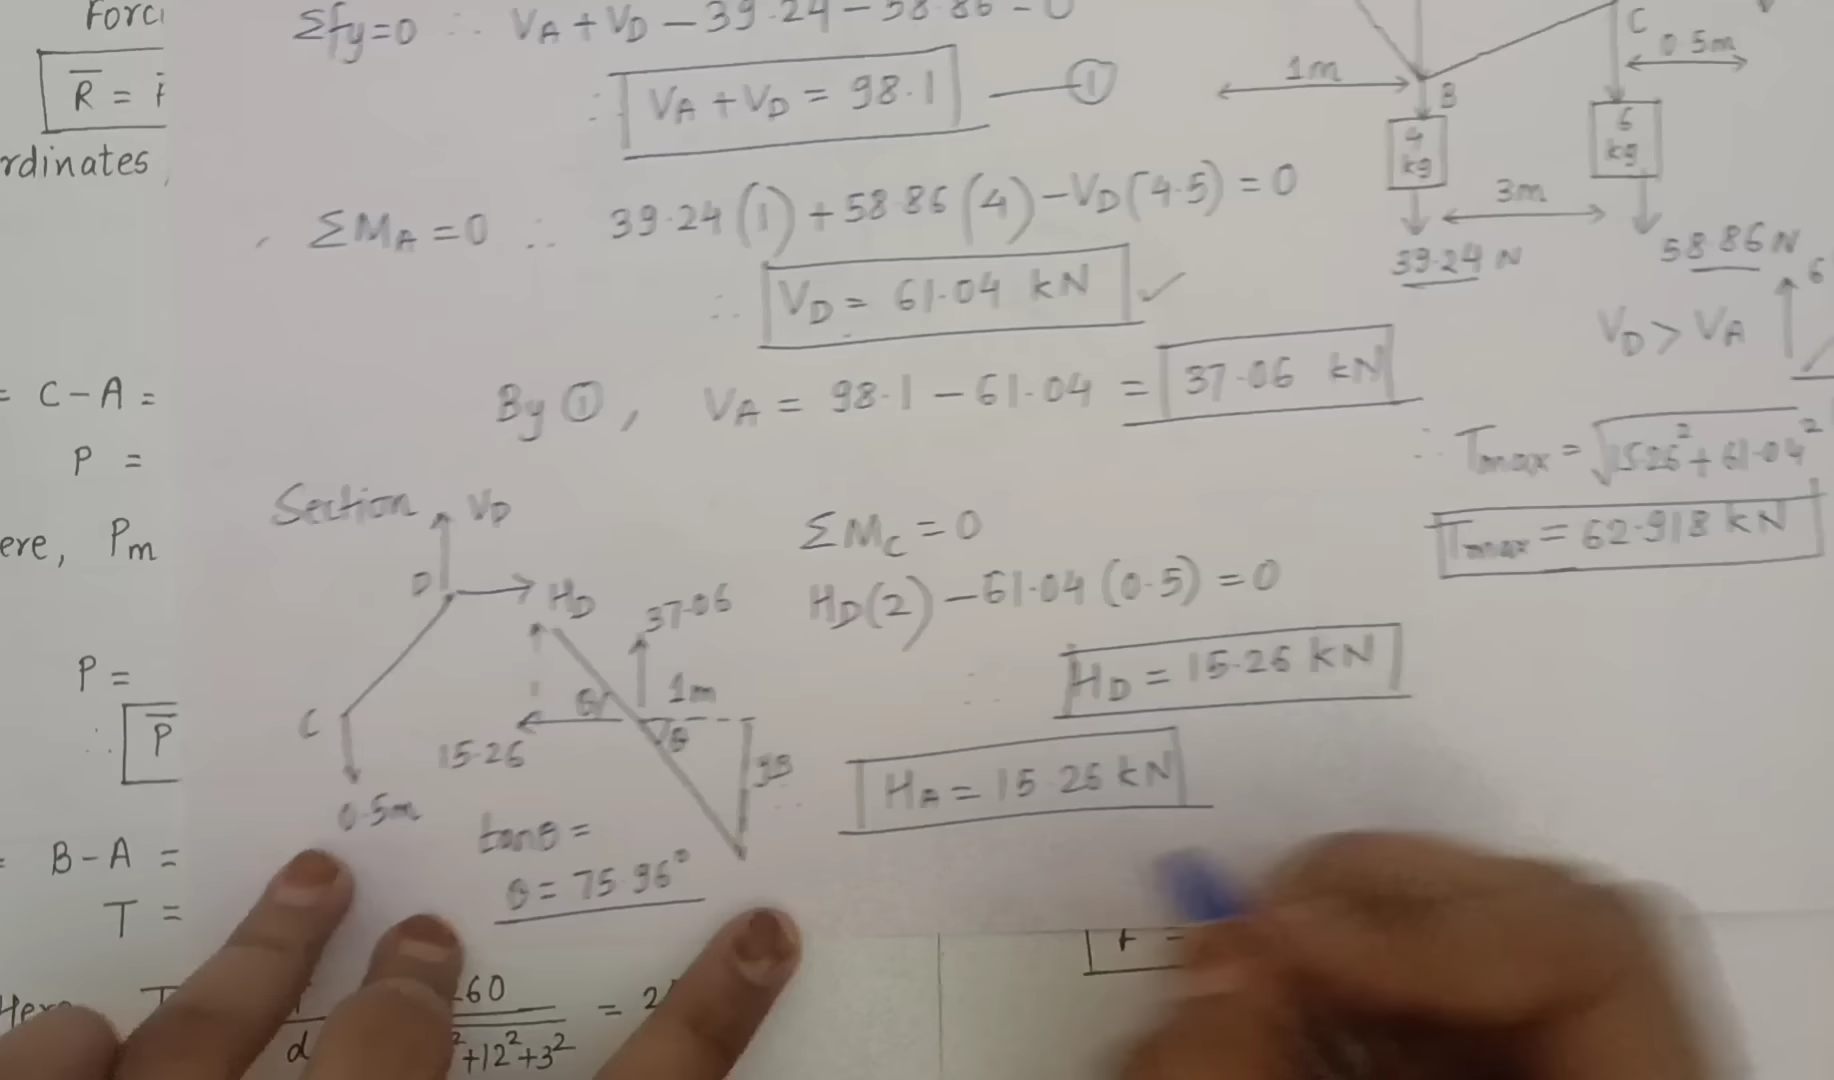 Forc
R =
rdinates
= C-A =
P =
ere, Pm
P =
P
= B-A =
T =
Here
Σfy=0 ∴ VA + VD - 39.24 - 58.86 = 0
∴ VA + VD = 98.1 — ①
ΣMA = 0 ∴ 39.24(1) + 58.86(4) - VD(4.5) = 0
∴ VD = 61.04 kN ✓
By ①, VA = 98.1 - 61.04 = 37.06 kN
C
0.5m
1m
B
4 kg
6 kg
3m
39.24 N
58.86 N
6
VD > VA
∴ Tmax = √15.26² + 61.04²
Tmax = 62.918 kN
Section
VD
D
HD
C
0.5m
37.06
θ
1m
15.26
θ
tanθ =
θ = 75.96°
ΣMC = 0
HD(2) - 61.04(0.5) = 0
∴ HD = 15.26 kN
∴ HA = 15.26 kN
60
= 2
d
²+12²+3²